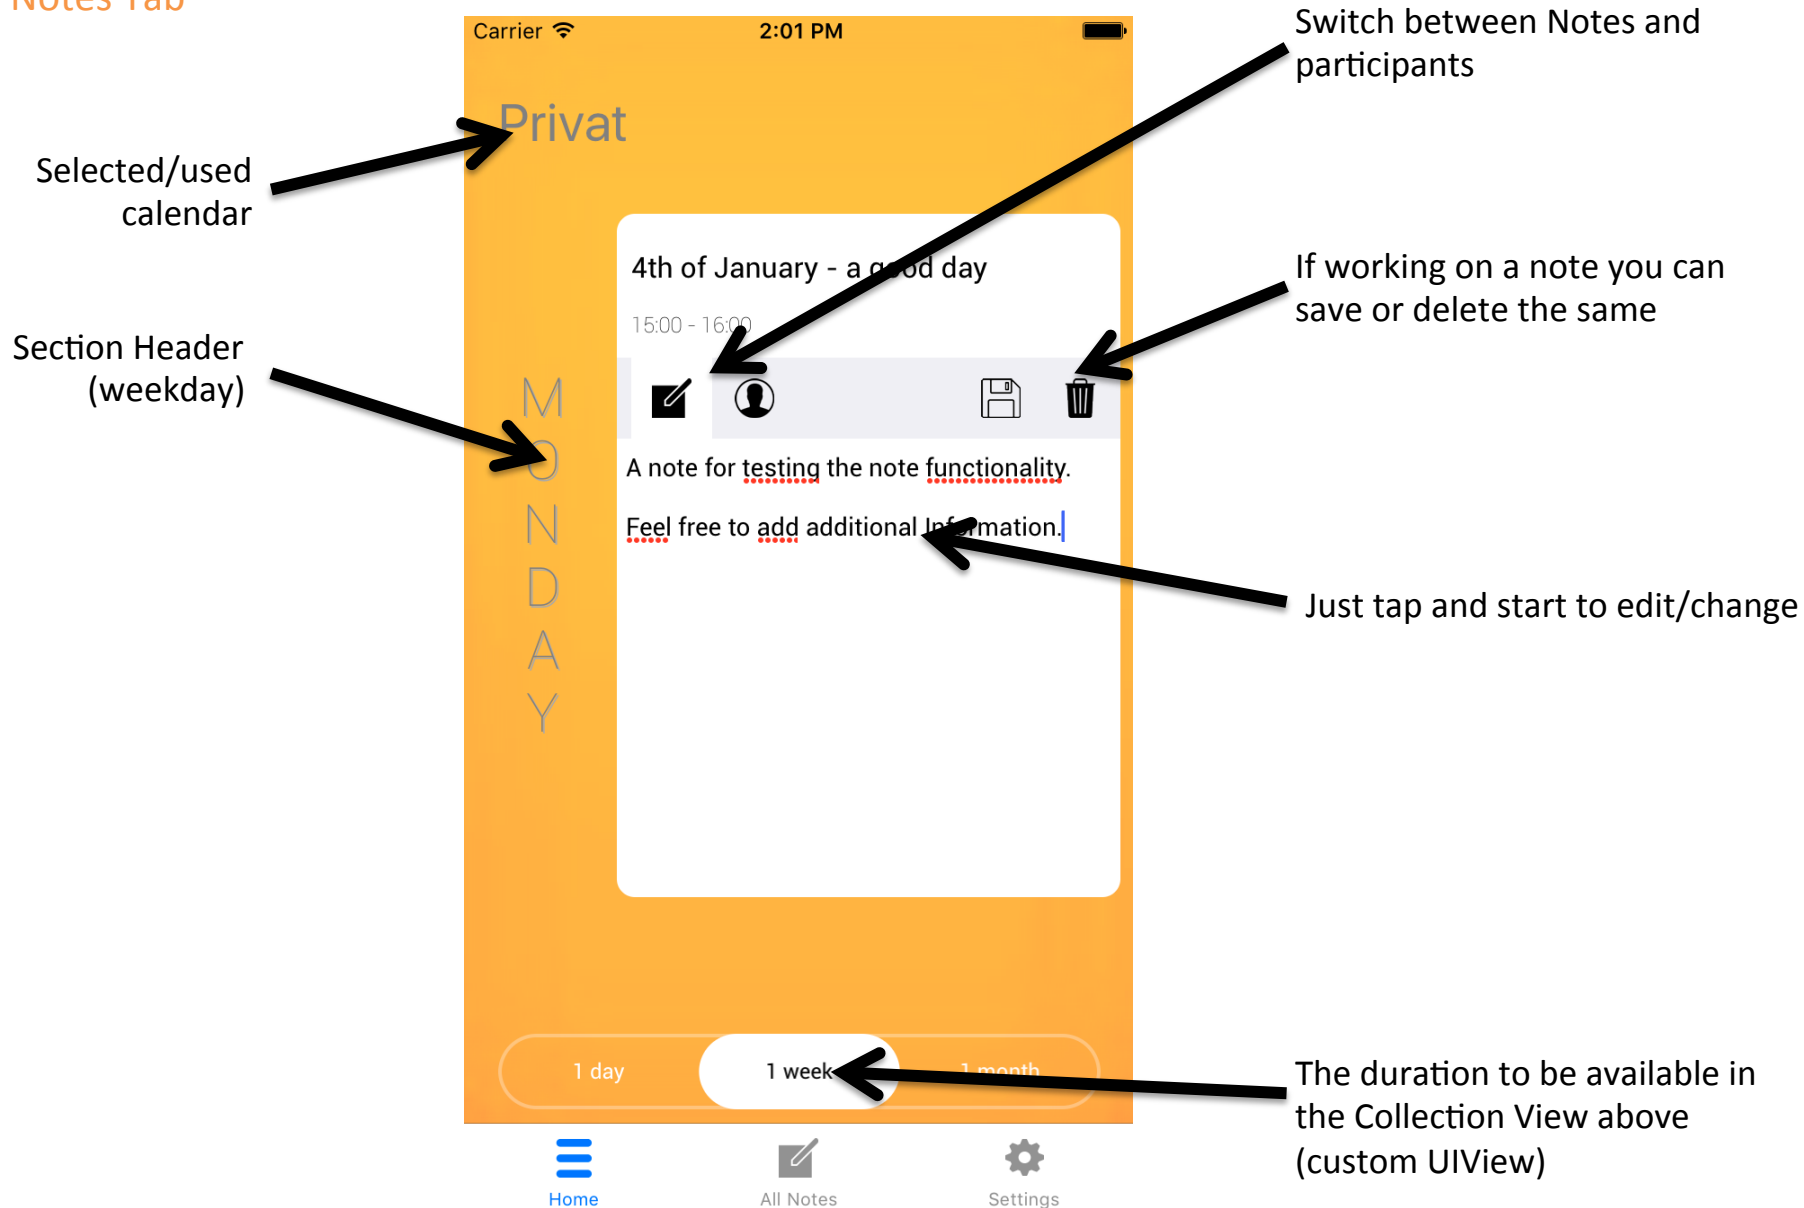 Notes Tab
Carrier
2:01 PM
Switch between Notes and
participants
Privat
Selected/used
calendar
4th of January - a good day
15:00 - 16:00
If working on a note you can
save or delete the same
Section Header
(weekday)
M
O
N
D
A
Y
A note for testing the note functionality.
Feel free to add additional Information.
Just tap and start to edit/change
1 day
1 week
1 month
The duration to be available in
the Collection View above
(custom UIView)
Home
All Notes
Settings